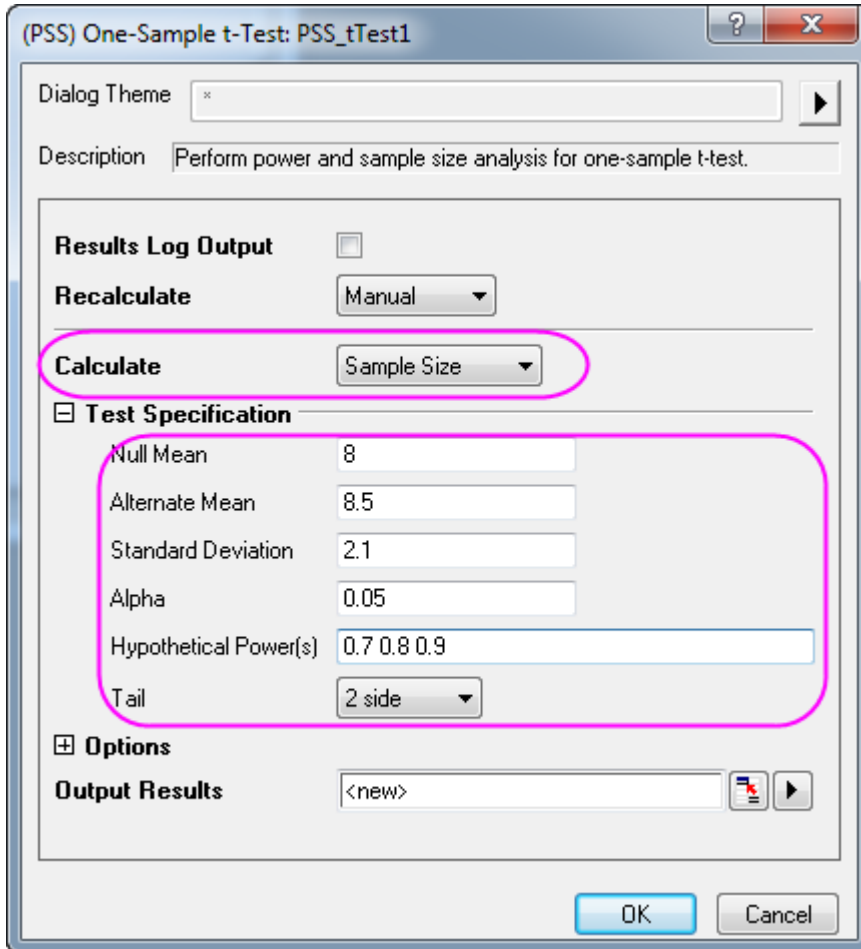 (PSS) One-Sample t-Test: PSS_tTest1
Dialog Theme *
Description Perform power and sample size analysis for one-sample t-test.
Results Log Output
Recalculate Manual
Calculate Sample Size
Test Specification
Null Mean 8
Alternate Mean 8.5
Standard Deviation 2.1
Alpha 0.05
Hypothetical Power(s) 0.7 0.8 0.9
Tail 2 side
Options
Output Results <new>
OK Cancel